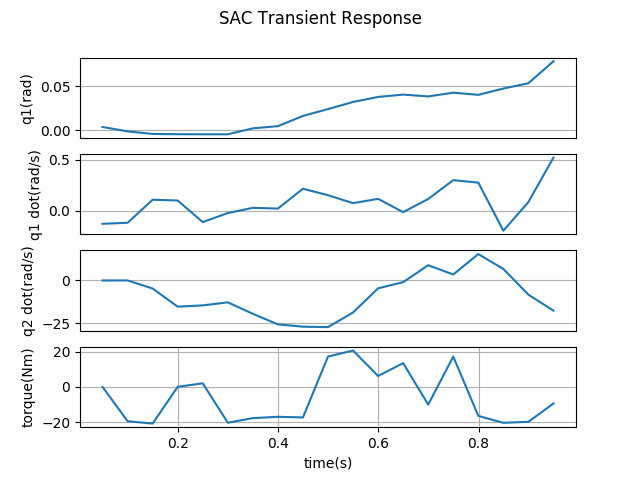 SAC Transient Response
q1(rad)
0.05
0.00
q1 dot(rad/s)
0.5
0.0
q2 dot(rad/s)
0
−25
torque(Nm)
20
0
−20
0.2 0.4 0.6 0.8
time(s)